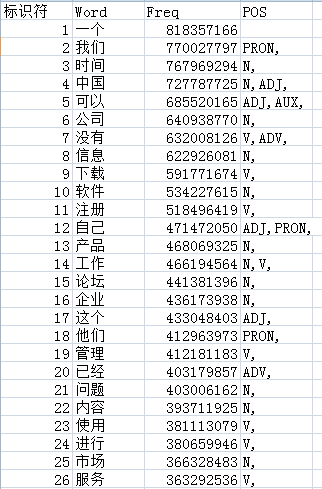 标识符 Word Freq POS
1 一个 818357166
2 我们 770027797 PRON,
3 时间 767969294 N,
4 中国 727787725 N,ADJ,
5 可以 685520165 ADJ,AUX,
6 公司 640938770 N,
7 没有 632008126 V,ADV,
8 信息 622926081 N,
9 下载 591771674 V,
10 软件 534227615 N,
11 注册 518496419 V,
12 自己 471472050 ADJ,PRON,
13 产品 468069325 N,
14 工作 466194564 N,V,
15 论坛 441381396 N,
16 企业 436173938 N,
17 这个 433048403 ADJ,
18 他们 412963973 PRON,
19 管理 412181183 V,
20 已经 403179857 ADV,
21 问题 403006162 N,
22 内容 393711925 N,
23 使用 381113079 V,
24 进行 380659946 V,
25 市场 366328483 N,
26 服务 363292536 V,